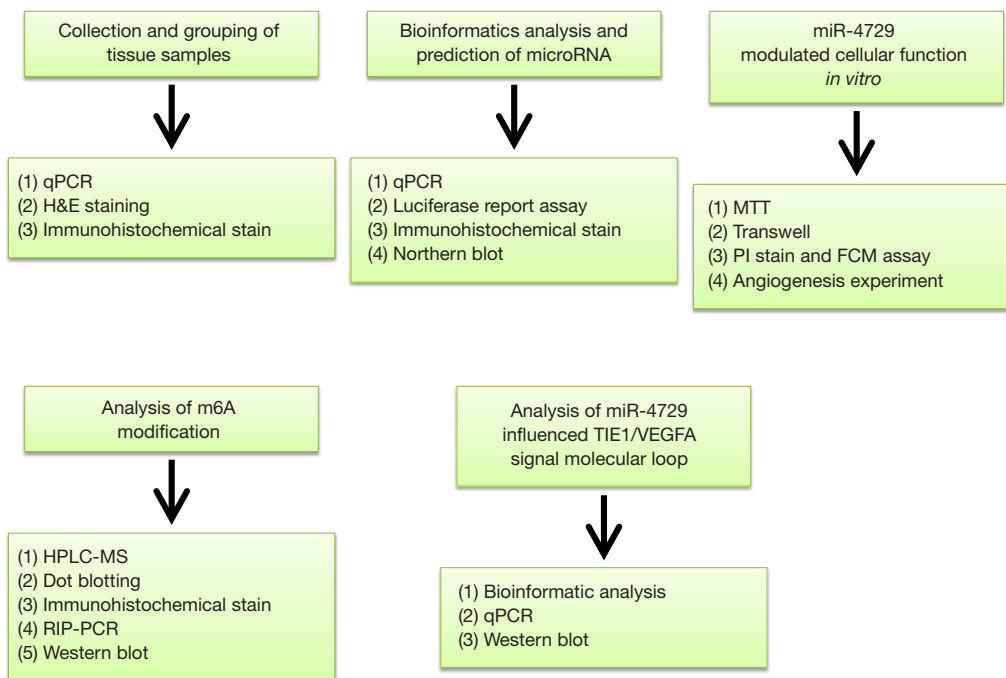 Collection and grouping of
tissue samples
Bioinformatics analysis and
prediction of microRNA
miR-4729
modulated cellular function
in vitro
(1) qPCR
(2) H&E staining
(3) Immunohistochemical stain
(1) qPCR
(2) Luciferase report assay
(3) Immunohistochemical stain
(4) Northern blot
(1) MTT
(2) Transwell
(3) PI stain and FCM assay
(4) Angiogenesis experiment
Analysis of m6A
modification
Analysis of miR-4729
influenced TIE1/VEGFA
signal molecular loop
(1) HPLC-MS
(2) Dot blotting
(3) Immunohistochemical stain
(4) RIP-PCR
(5) Western blot
(1) Bioinformatic analysis
(2) qPCR
(3) Western blot